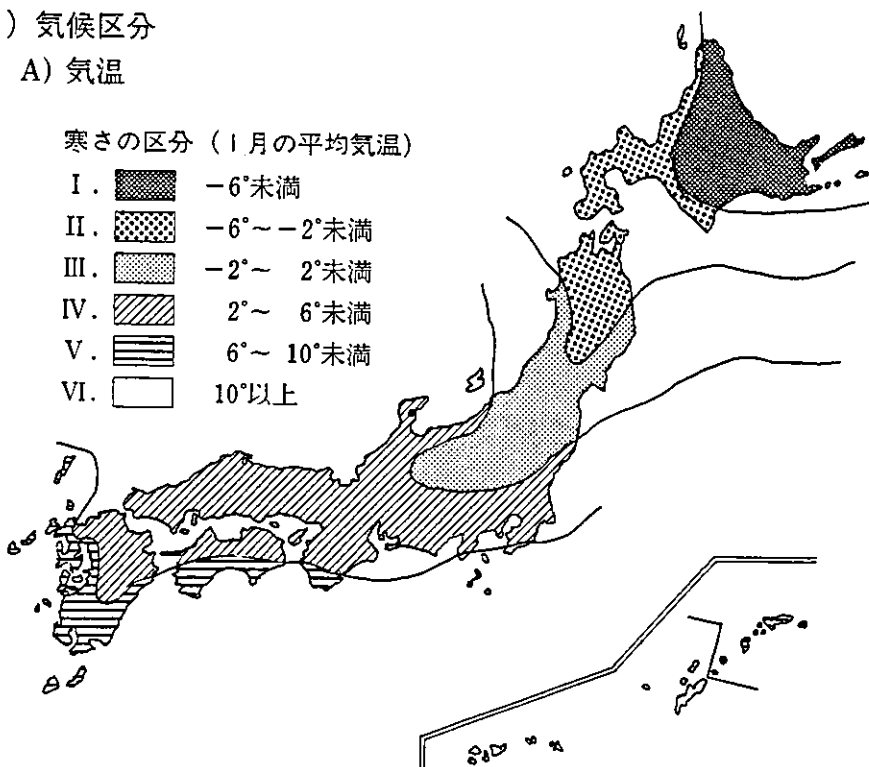 ) 気候区分
A) 気温
寒さの区分 (1月の平均気温)
I. -6°未満
II. -6°~-2°未満
III. -2°~ 2°未満
IV. 2°~ 6°未満
V. 6°~ 10°未満
VI. 10°以上